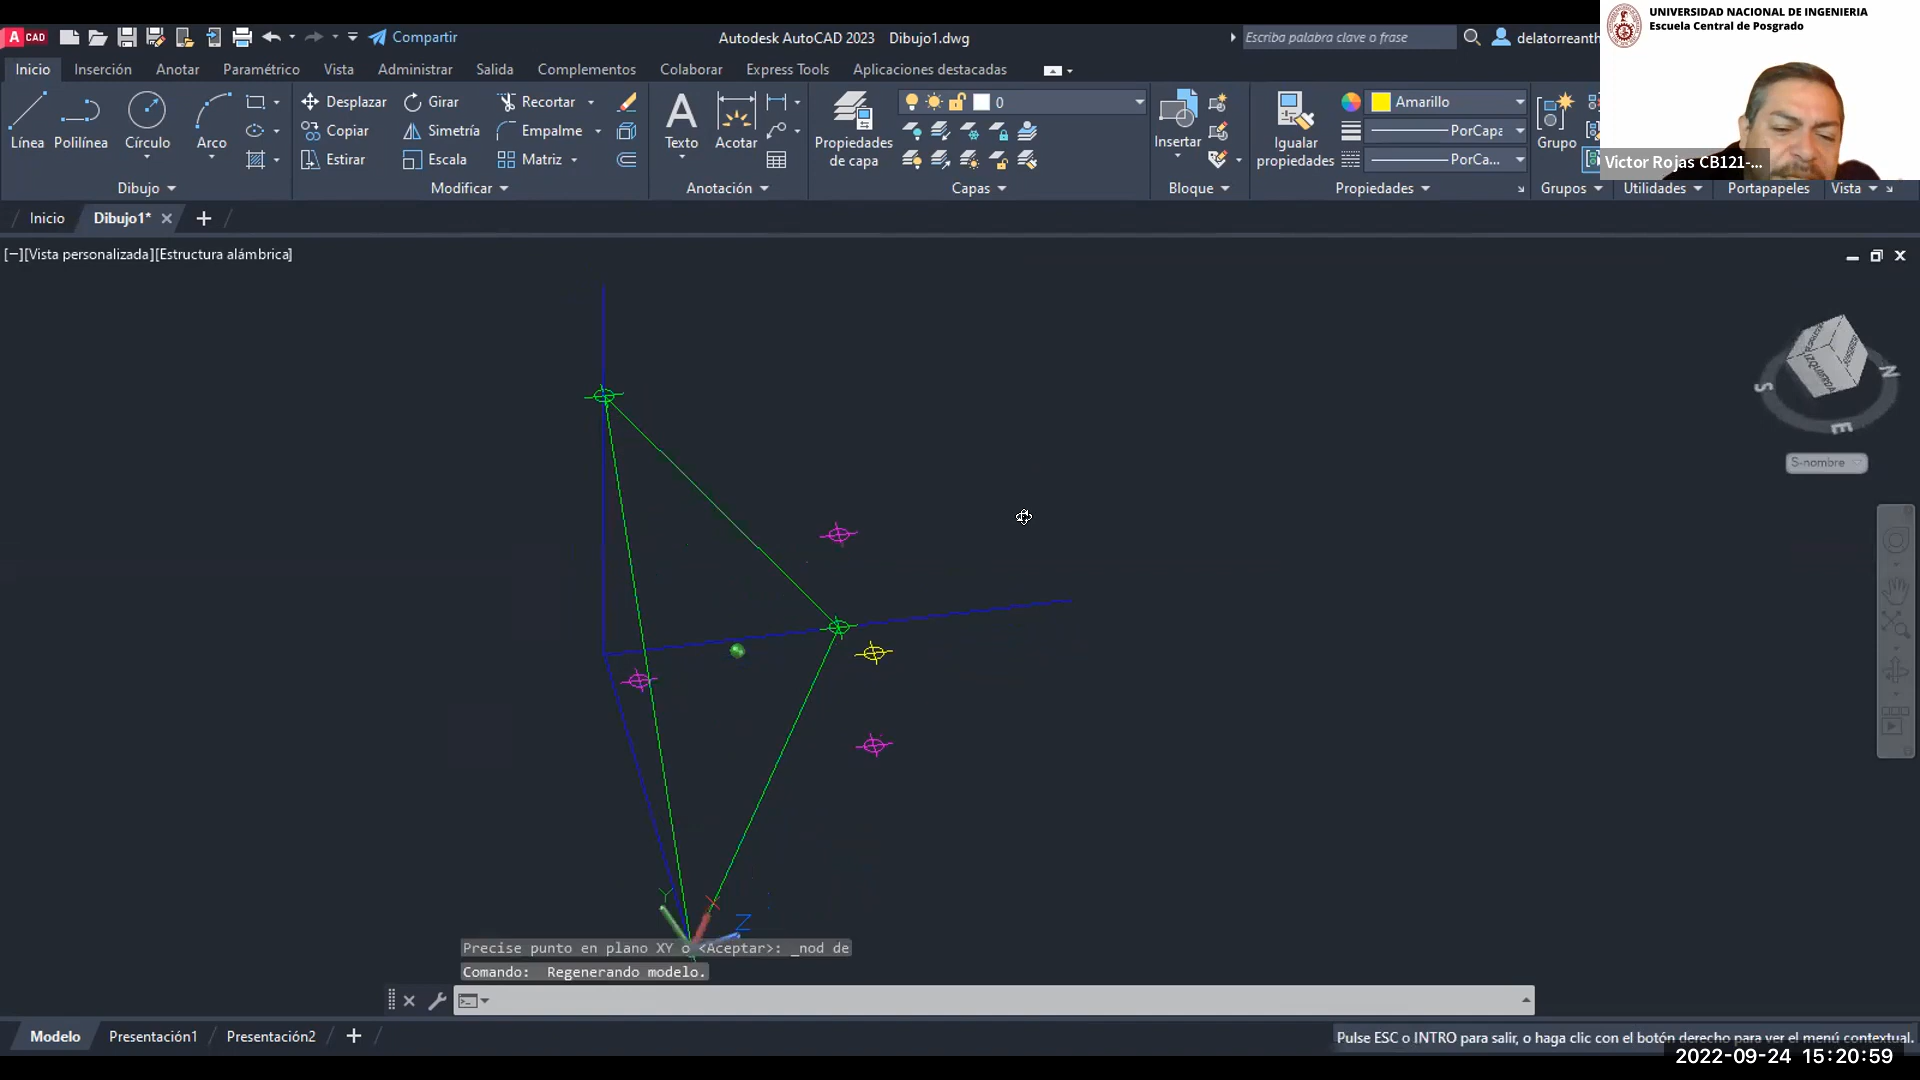 UNIVERSIDAD NACIONAL DE INGENIERIA
Escuela Central de Posgrado
A CAD
Compartir
Autodesk AutoCAD 2023 Dibujo1.dwg
Escriba palabra clave o frase
delatorreanth
Inicio Inserción Anotar Paramétrico Vista Administrar Salida Complementos Colaborar Express Tools Aplicaciones destacadas
Línea Polilínea Círculo Arco
Desplazar Girar Recortar
Copiar Simetría Empalme
Estirar Escala Matriz
Texto Acotar
Propiedades de capa
0
Insertar
Igualar propiedades
Amarillo
PorCapa
PorCa...
Grupo
Victor Rojas CB121-...
Dibujo Modificar Anotación Capas Bloque Propiedades Grupos Utilidades Portapapeles Vista
Inicio Dibujo1*
[−][Vista personalizada][Estructura alámbrica]
IZQUIERDA
S N
E
S-nombre
Y X Z
Precise punto en plano XY o <Aceptar>: _nod de
Comando: Regenerando modelo.
Modelo Presentación1 Presentación2
Pulse ESC o INTRO para salir, o haga clic con el botón derecho para ver el menú contextual.
2022-09-24 15:20:59